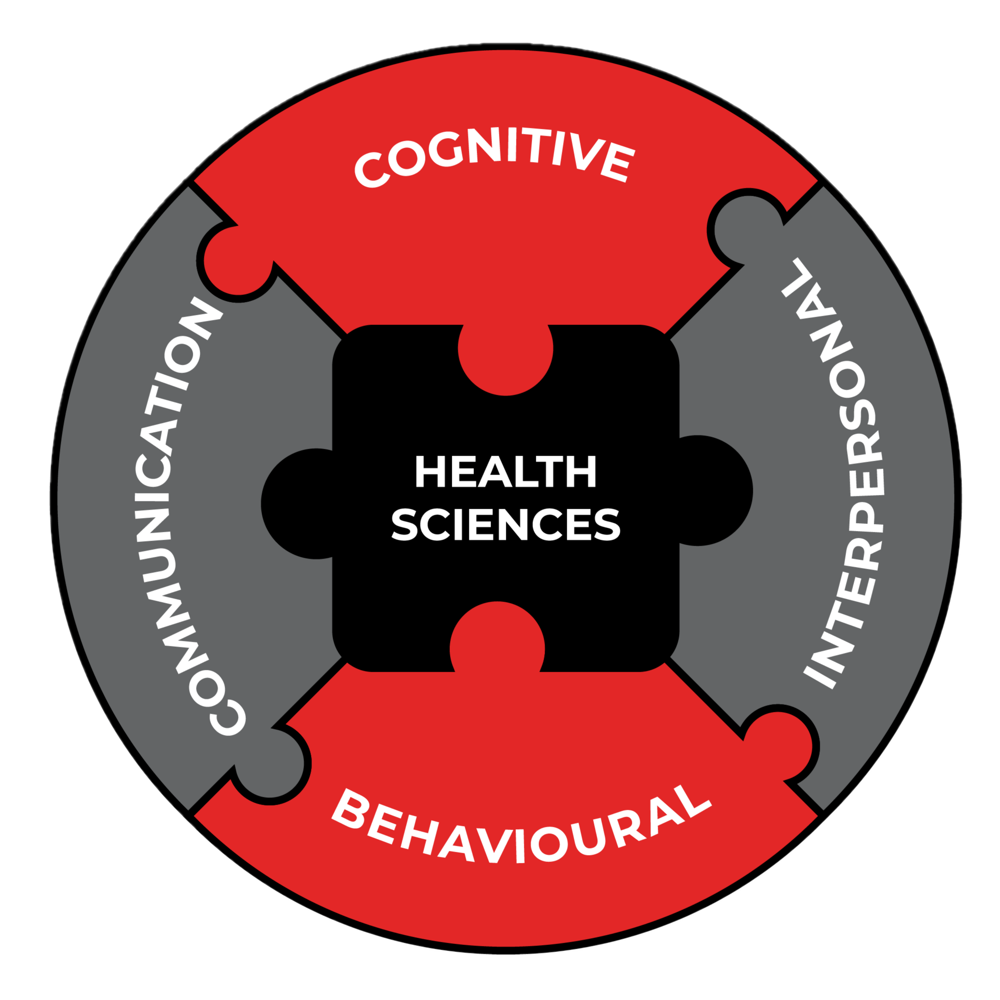 COGNITIVE
COMMUNICATION
HEALTH
SCIENCES
INTERPERSONAL
BEHAVIOURAL